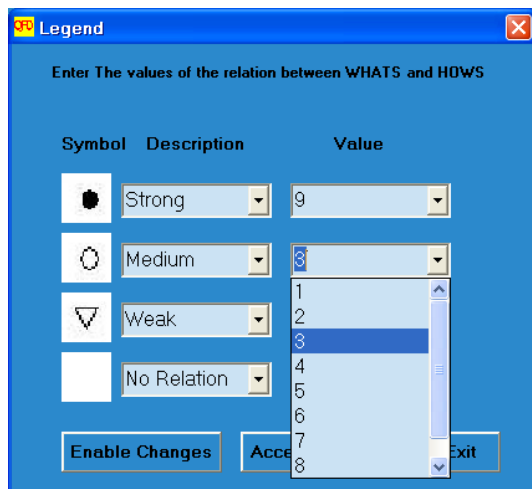 QFD Legend
Enter The values of the relation between WHATS and HOWS
Symbol Description Value
Strong 9
Medium 3
1
2
Weak 3
4
No Relation 5
6
7
Enable Changes Acce 8 Exit